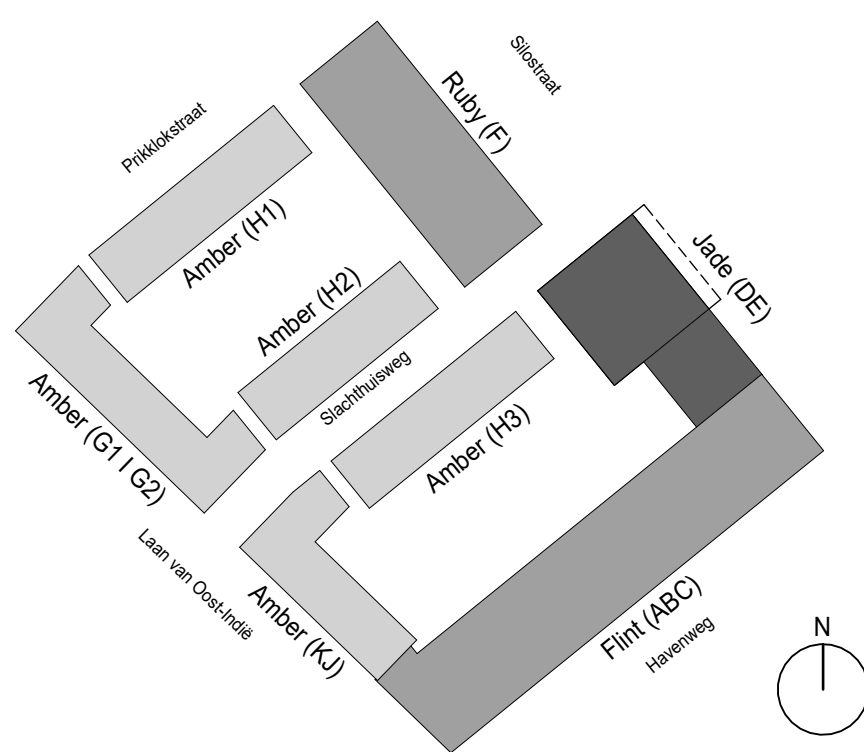 Silostraat
Ruby (F)
Prikklokstraat
Amber (H1)
Jade (DE)
Amber (H2)
Slachthuisweg
Amber (G1 I G2)
Amber (H3)
Laan van Oost-Indië
Amber (KJ)
Flint (ABC)
Havenweg
N